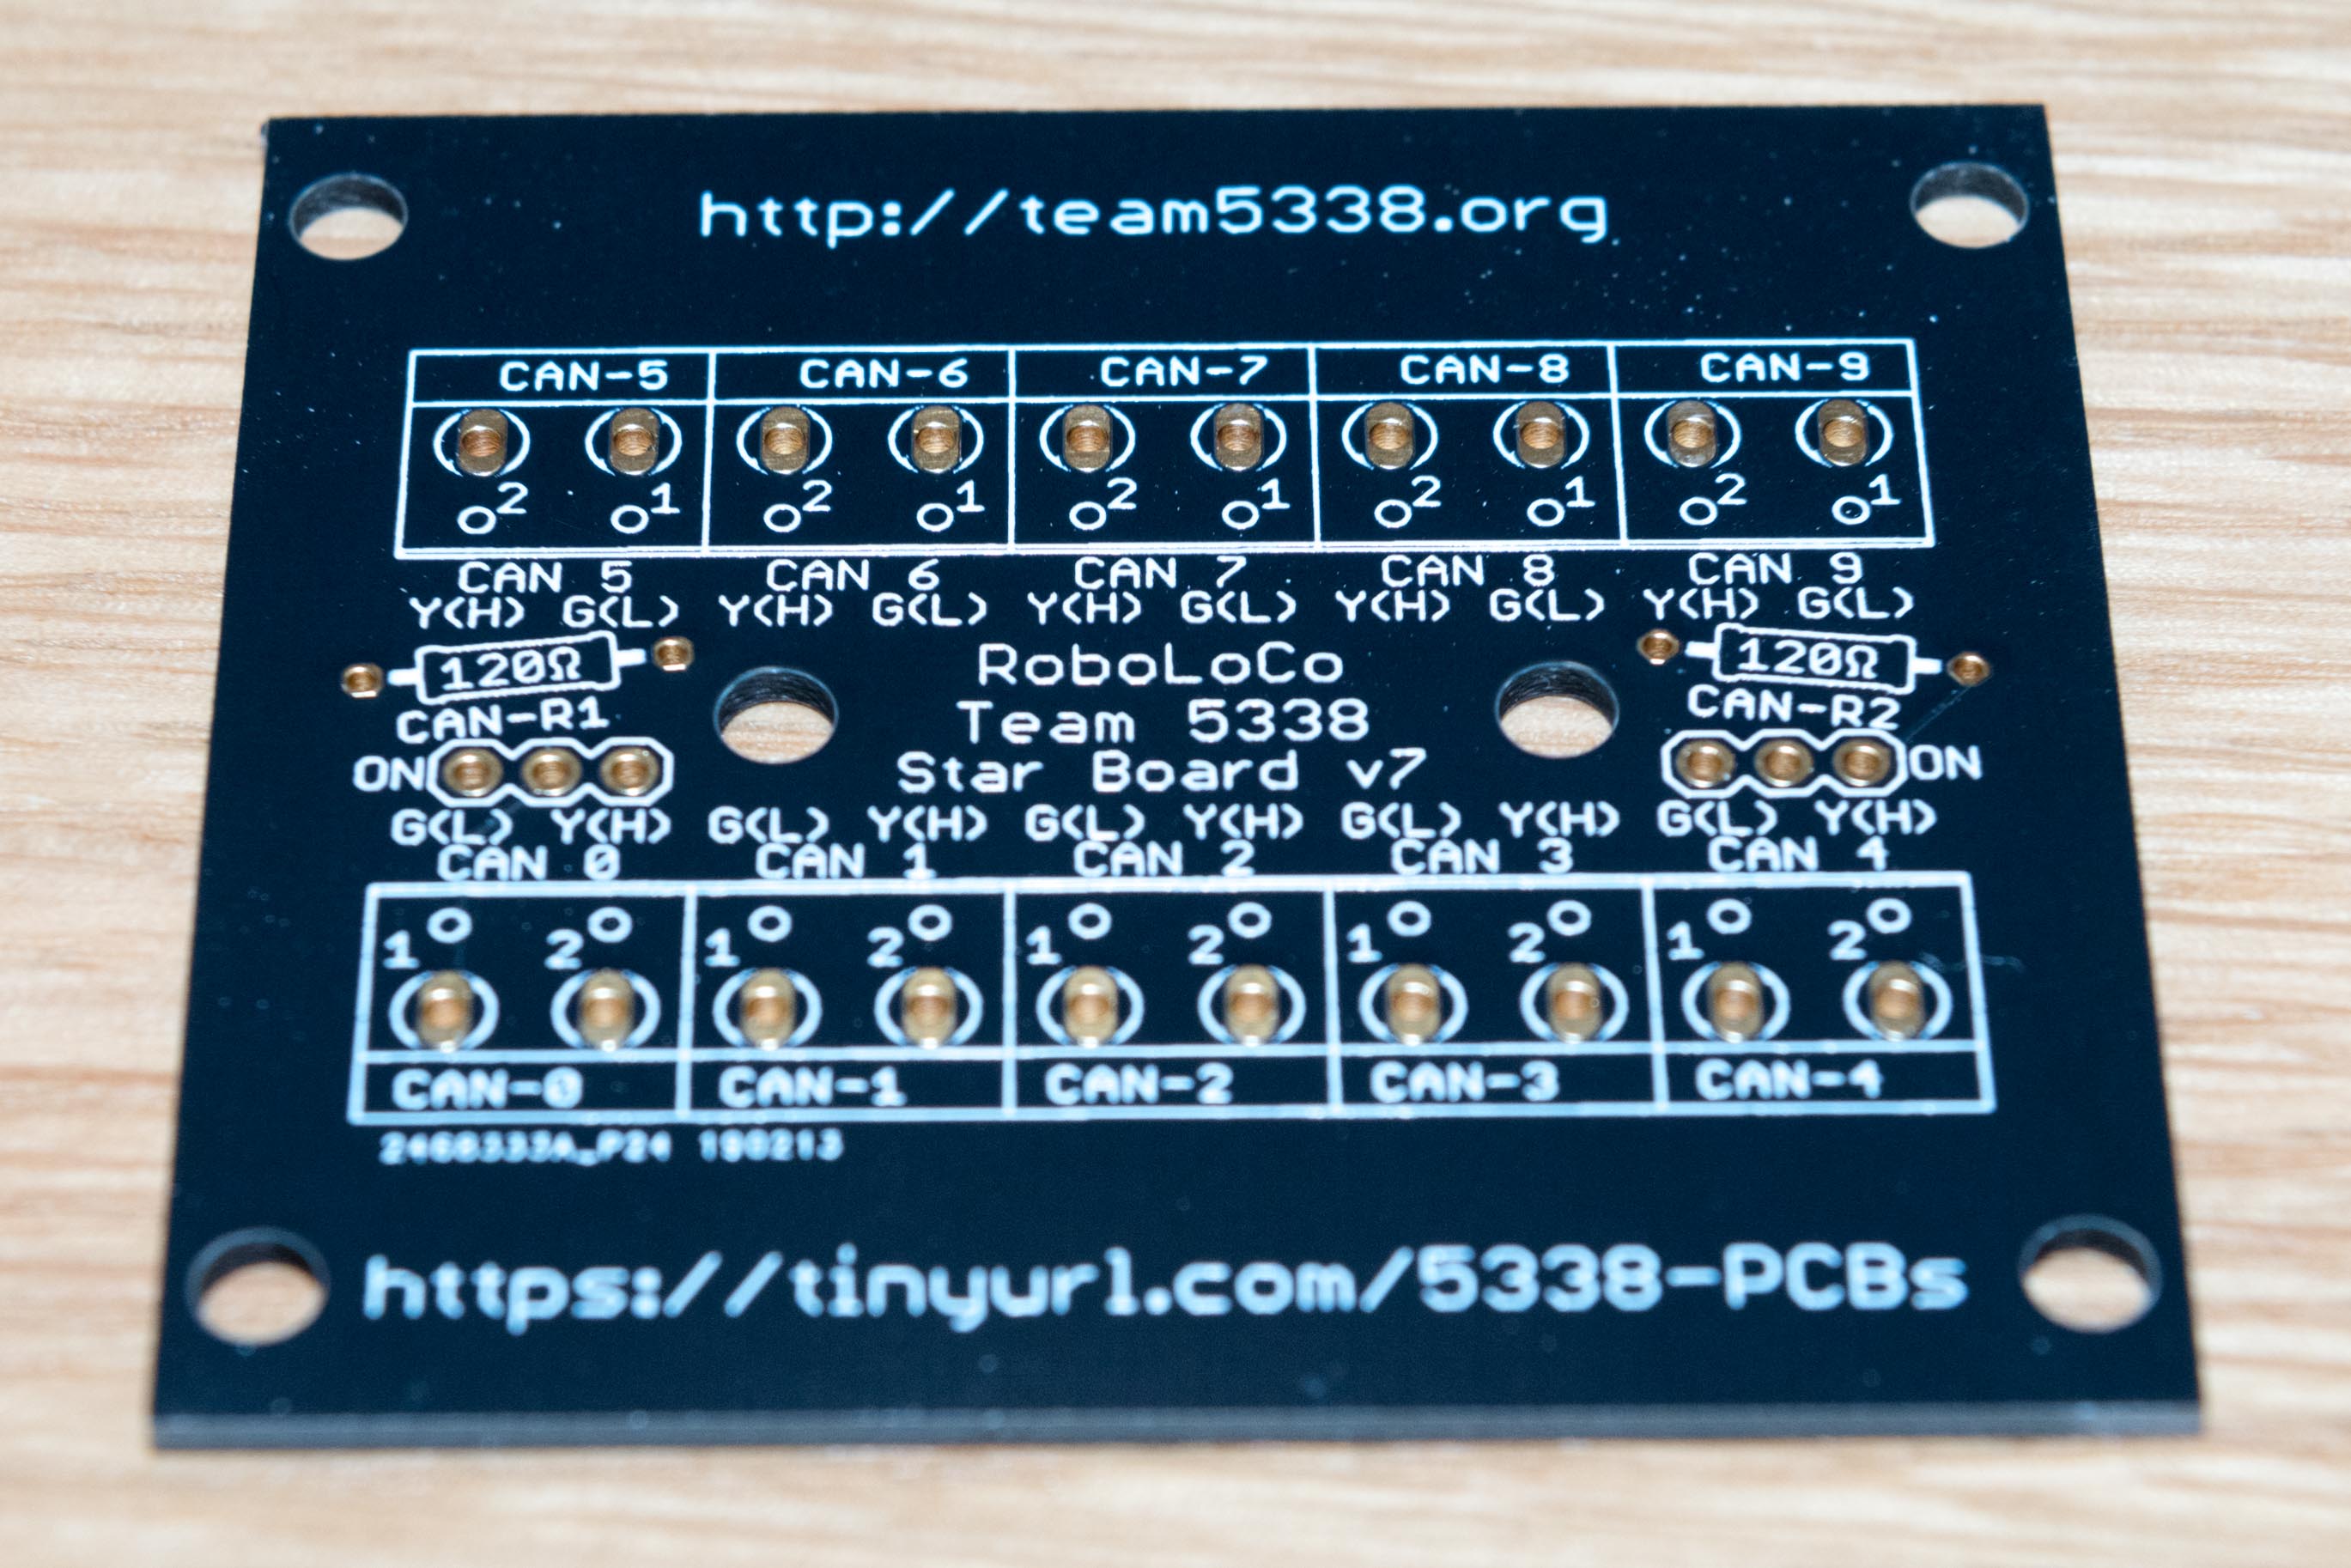 http://team5338.org
CAN-5 CAN-6 CAN-7 CAN-8 CAN-9
2 1 2 1 2 1 2 1 2 1
CAN 5 CAN 6 CAN 7 CAN 8 CAN 9
Y(H) G(L) Y(H) G(L) Y(H) G(L) Y(H) G(L) Y(H) G(L)
120Ω RoboLoCo 120Ω
CAN-R1 Team 5338 CAN-R2
ON Star Board v7 ON
G(L) Y(H) G(L) Y(H) G(L) Y(H) G(L) Y(H) G(L) Y(H)
CAN 0 CAN 1 CAN 2 CAN 3 CAN 4
1 2 1 2 1 2 1 2 1 2
CAN-0 CAN-1 CAN-2 CAN-3 CAN-4
190213
https://tinyurl.com/5338-PCBs